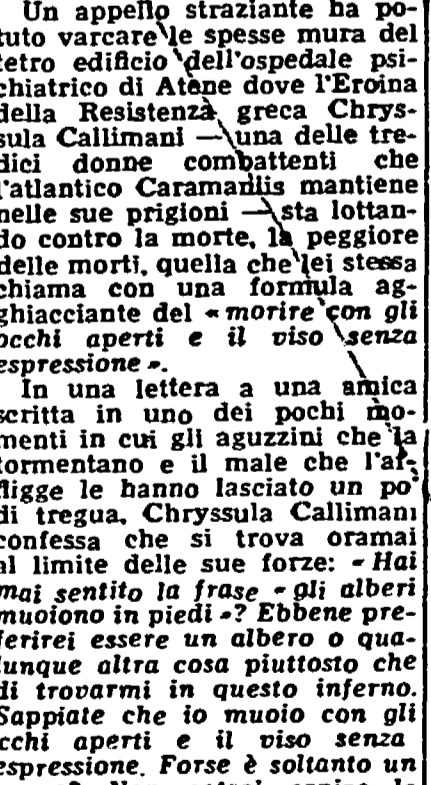 Un appello straziante ha po-
tuto varcare le spesse mura del
tetro edificio dell'ospedale psi-
chiatrico di Atene dove l'Eroina
della Resistenza greca Chrys-
sula Callimani — una delle tre-
dici donne combattenti che
l'atlantico Caramanlis mantiene
nelle sue prigioni — sta lottan-
do contro la morte, la peggiore
delle morti, quella che lei stessa
chiama con una formula ag-
ghiacciante del « morire con gli
occhi aperti e il viso senza
espressione ».
In una lettera a una amica
scritta in uno dei pochi mo-
menti in cui gli aguzzini che la
tormentano e il male che l'af-
fligge le hanno lasciato un po'
di tregua, Chryssula Callimani
confessa che si trova oramai
al limite delle sue forze: « Hai
mai sentito la frase « gli alberi
muoiono in piedi »? Ebbene pre-
ferirei essere un albero o qua-
lunque altra cosa piuttosto che
di trovarmi in questo inferno.
Sappiate che io muoio con gli
occhi aperti e il viso senza
espressione. Forse è soltanto un